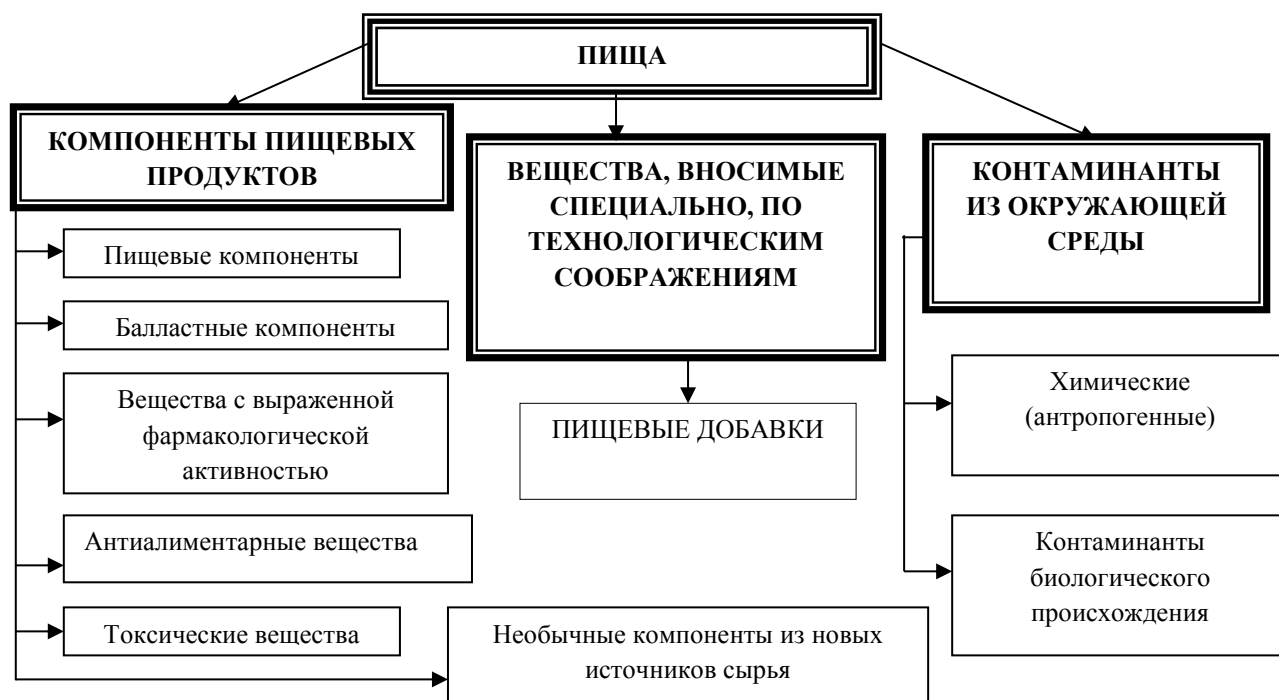 ПИЩА
КОМПОНЕНТЫ ПИЩЕВЫХ
ПРОДУКТОВ
Пищевые компоненты
Балластные компоненты
Вещества с выраженной
фармакологической
активностью
Антиалиментарные вещества
Токсические вещества
Необычные компоненты из новых
источников сырья
ВЕЩЕСТВА, ВНОСИМЫЕ
СПЕЦИАЛЬНО, ПО
ТЕХНОЛОГИЧЕСКИМ
СООБРАЖЕНИЯМ
ПИЩЕВЫЕ ДОБАВКИ
КОНТАМИНАНТЫ
ИЗ ОКРУЖАЮЩЕЙ
СРЕДЫ
Химические
(антропогенные)
Контаминанты
биологического
происхождения